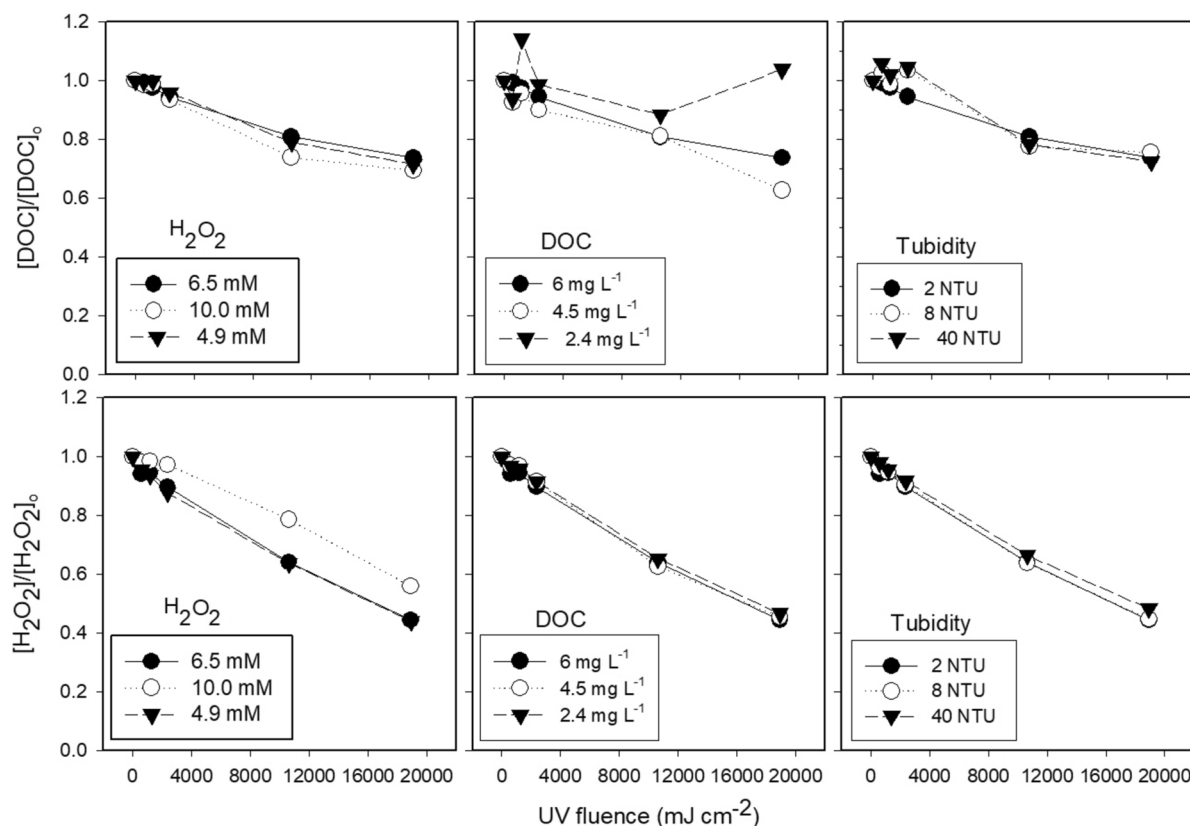 [DOC]/[DOC]o
1.2
1.0
0.8
0.6
0.4
0.2
0.0
H2O2
6.5 mM
10.0 mM
4.9 mM
DOC
6 mg L-1
4.5 mg L-1
2.4 mg L-1
Tubidity
2 NTU
8 NTU
40 NTU
[H2O2]/[H2O2]o
1.2
1.0
0.8
0.6
0.4
0.2
0.0
H2O2
6.5 mM
10.0 mM
4.9 mM
DOC
6 mg L-1
4.5 mg L-1
2.4 mg L-1
Tubidity
2 NTU
8 NTU
40 NTU
0 4000 8000 12000 16000 20000
0 4000 8000 12000 16000 20000
0 4000 8000 12000 16000 20000
UV fluence (mJ cm-2)